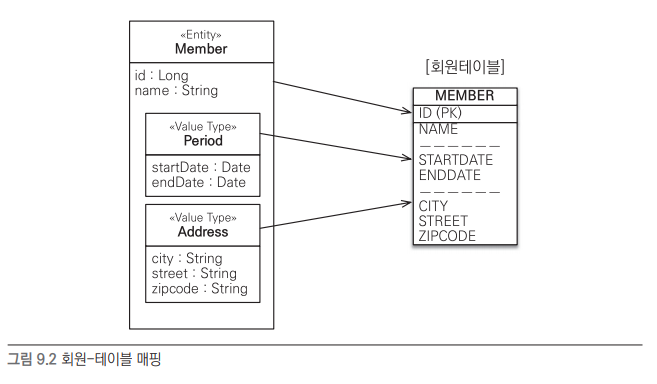 «Entity»
Member
id : Long
name : String
«Value Type»
Period
startDate : Date
endDate : Date
«Value Type»
Address
city : String
street : String
zipcode : String
[회원테이블]
MEMBER
ID (PK)
NAME
STARTDATE
ENDDATE
CITY
STREET
ZIPCODE
그림 9.2 회원-테이블 매핑